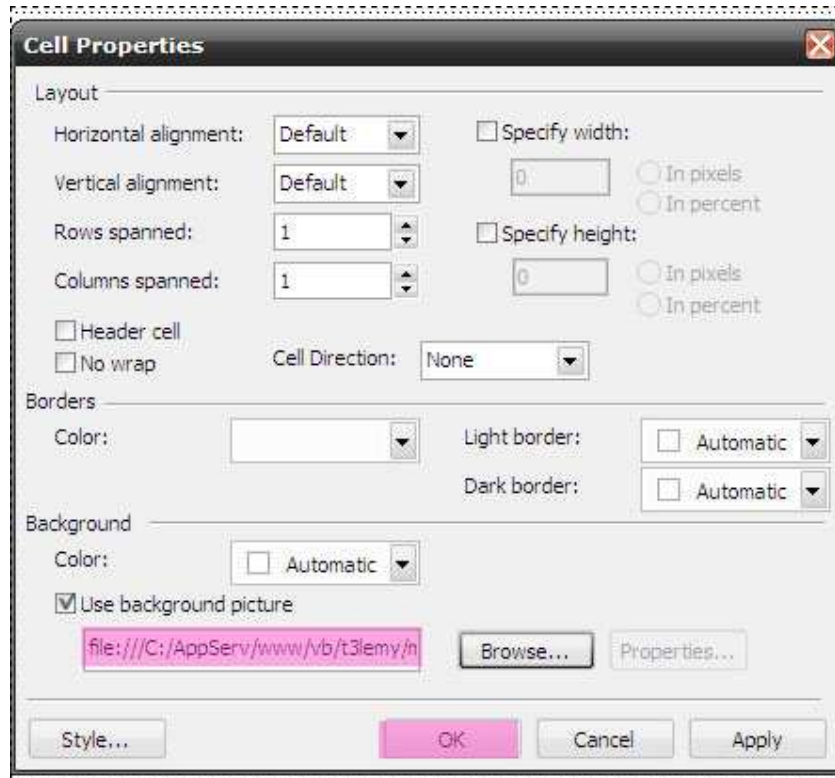 Cell Properties
Layout
Horizontal alignment: Default
Specify width:
Vertical alignment: Default
0
In pixels
In percent
Rows spanned: 1
Specify height:
Columns spanned: 1
0
In pixels
In percent
Header cell
No wrap
Cell Direction: None
Borders
Color:
Light border: Automatic
Dark border: Automatic
Background
Color: Automatic
Use background picture
file:///C:/AppServ/www/vb/t3lemy/
Browse...
Properties...
Style...
OK
Cancel
Apply